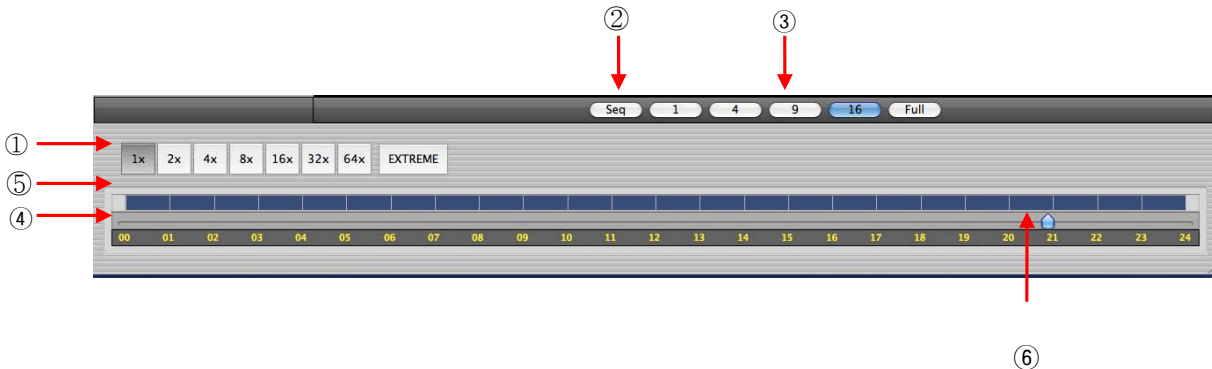 ② ③
Seq 1 4 9 16 Full
①
1x 2x 4x 8x 16x 32x 64x EXTREME
⑤
④
00 01 02 03 04 05 06 07 08 09 10 11 12 13 14 15 16 17 18 19 20 21 22 23 24
⑥